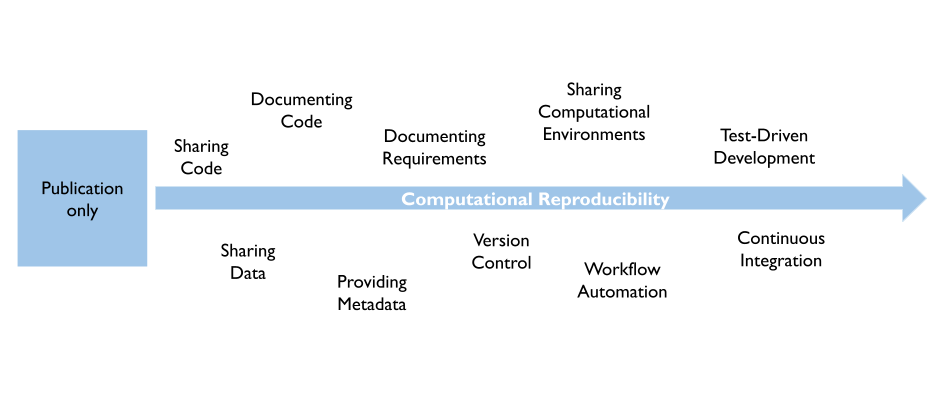 Publication
only
Sharing
Code
Documenting
Code
Documenting
Requirements
Sharing
Computational
Environments
Test-Driven
Development
Computational Reproducibility
Sharing
Data
Providing
Metadata
Version
Control
Workflow
Automation
Continuous
Integration